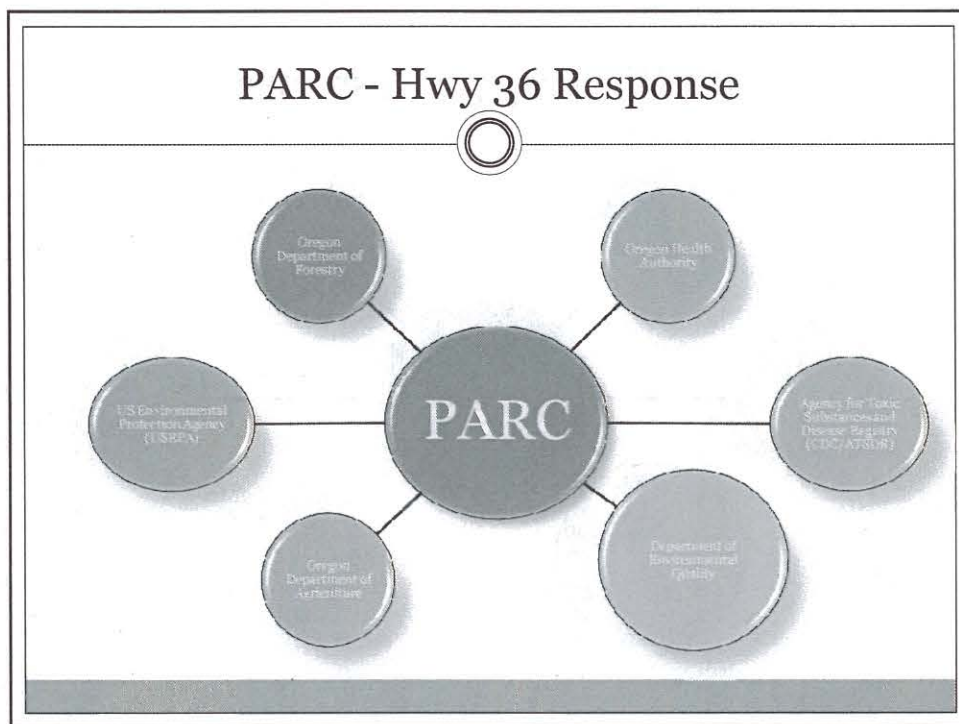 PARC - Hwy 36 Response
Oregon
Department of
Forestry
Oregon Health
Authority
US Environmental
Protection Agency
(USEPA)
PARC
Agency for Toxic
Substances and
Disease Registry
(CDC/ATSDR)
Oregon
Department of
Agriculture
Department of
Environmental
Quality